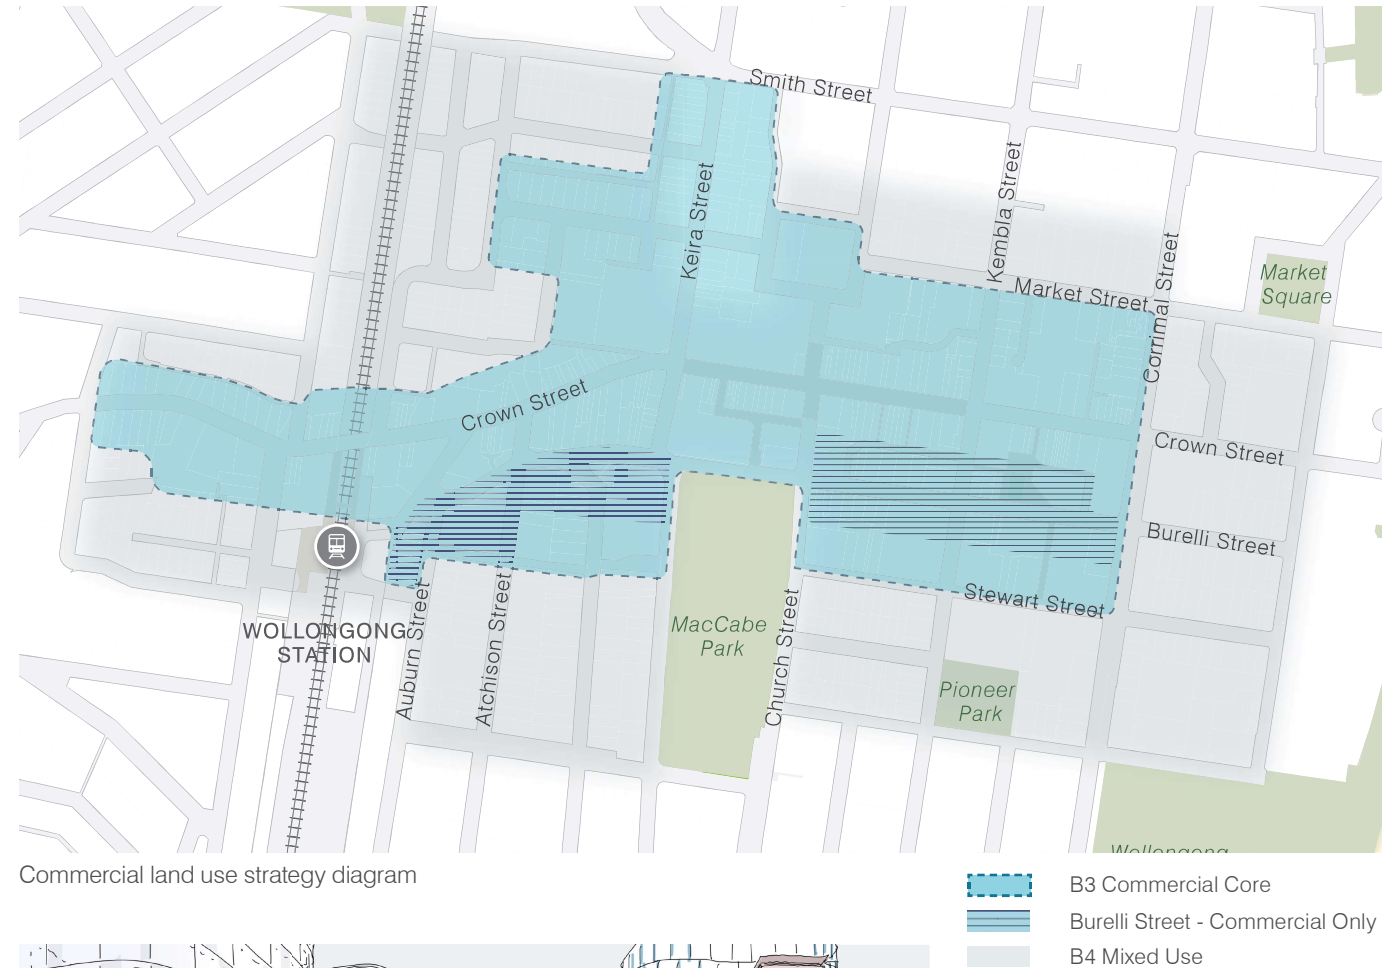 Smith Street
Keira Street
Kembla Street
Corrimal Street
Market Street
Market
Square
Crown Street
Crown Street
Burelli Street
Stewart Street
WOLLONGONG
STATION
Auburn Street
Atchison Street
MacCabe
Park
Church Street
Pioneer
Park
Wollongong
Commercial land use strategy diagram
B3 Commercial Core
Burelli Street - Commercial Only
B4 Mixed Use